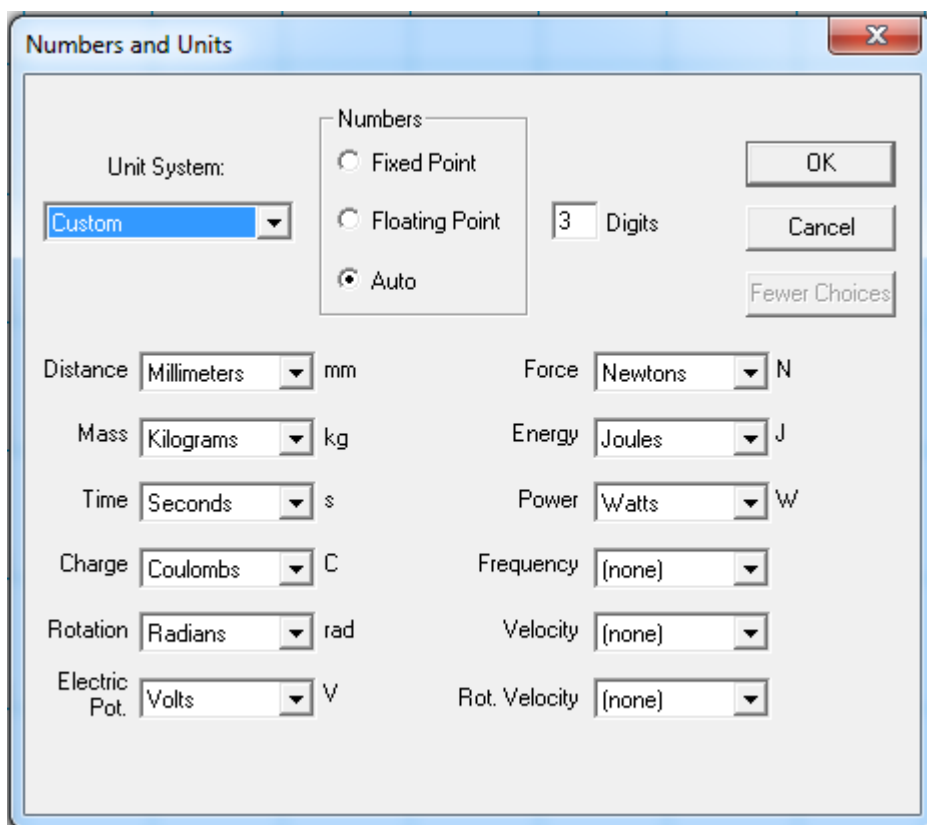 Numbers and Units
Numbers
Unit System:
Fixed Point
OK
Custom
Floating Point
3 Digits
Cancel
Auto
Fewer Choices
Distance Millimeters mm
Force Newtons N
Mass Kilograms kg
Energy Joules J
Time Seconds s
Power Watts W
Charge Coulombs C
Frequency (none)
Rotation Radians rad
Velocity (none)
Electric
Pot. Volts V
Rot. Velocity (none)